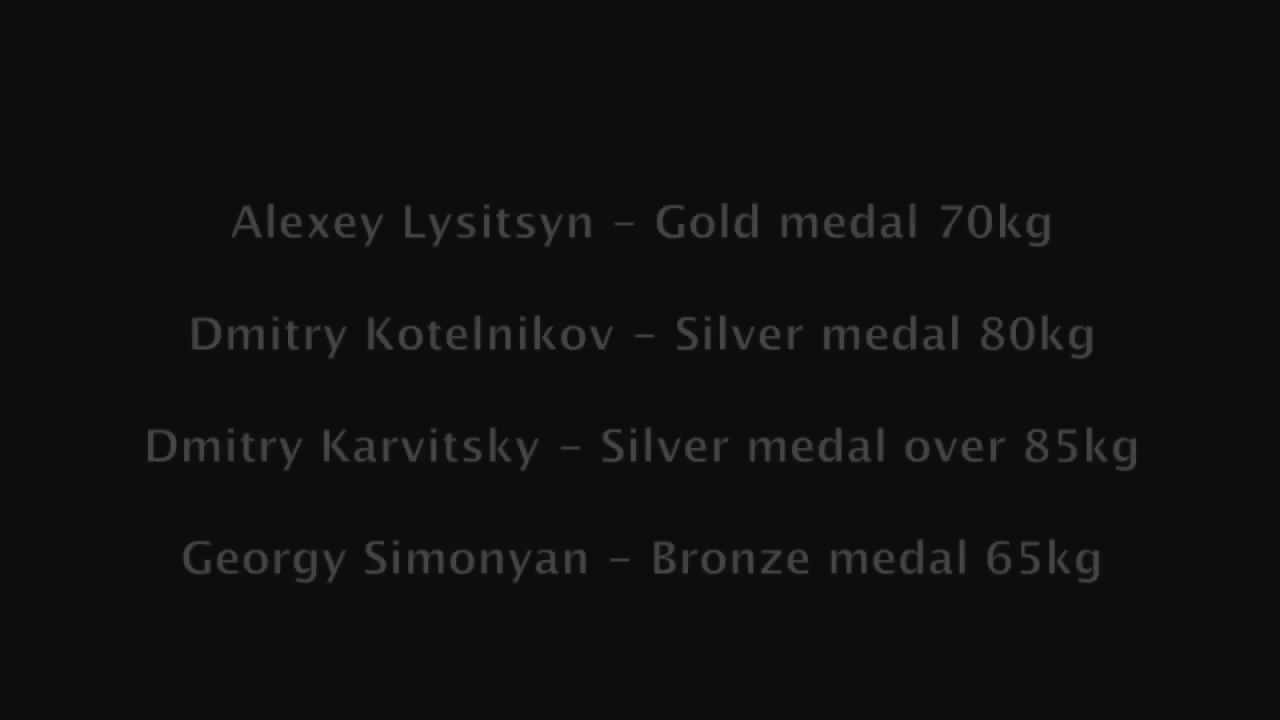 Alexey Lysitsyn – Gold medal 70kg
Dmitry Kotelnikov – Silver medal 80kg
Dmitry Karvitsky – Silver medal over 85kg
Georgy Simonyan – Bronze medal 65kg